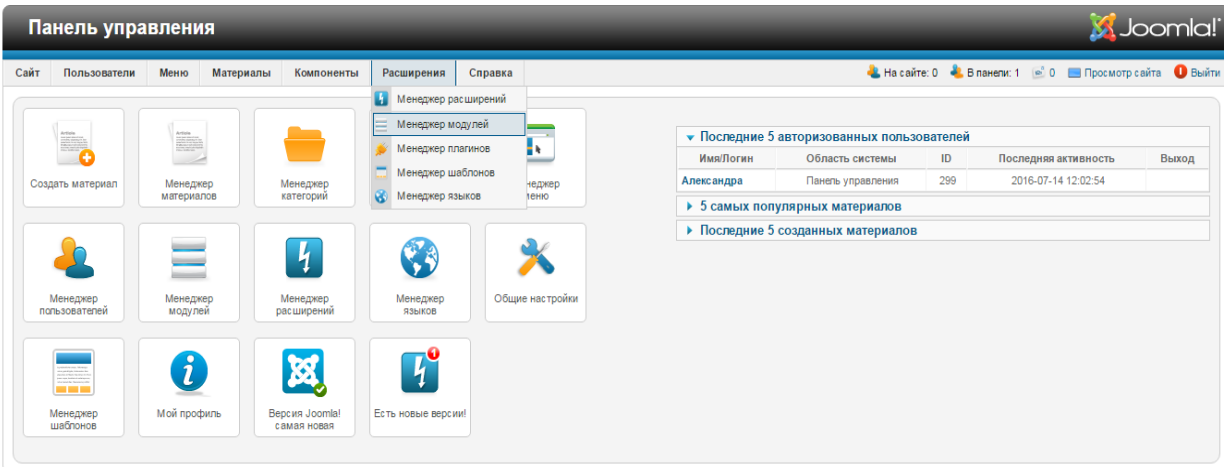 Панель управления
Joomla!
Сайт Пользователи Меню Материалы Компоненты Расширения Справка На сайте: 0 В панели: 1 0 Просмотр сайта Выйти
Менеджер расширений
Менеджер модулей
Менеджер плагинов
Менеджер шаблонов
Менеджер языков
Создать материал
Менеджер
материалов
Менеджер
категорий
неджер
меню
Менеджер
пользователей
Менеджер
модулей
Менеджер
расширений
Менеджер
языков
Общие настройки
Менеджер
шаблонов
Мой профиль
Версия Joomla!
самая новая
1
Есть новые версии!
Последние 5 авторизованных пользователей
Имя/Логин Область системы ID Последняя активность Выход
Александра Панель управления 299 2016-07-14 12:02:54
5 самых популярных материалов
Последние 5 созданных материалов